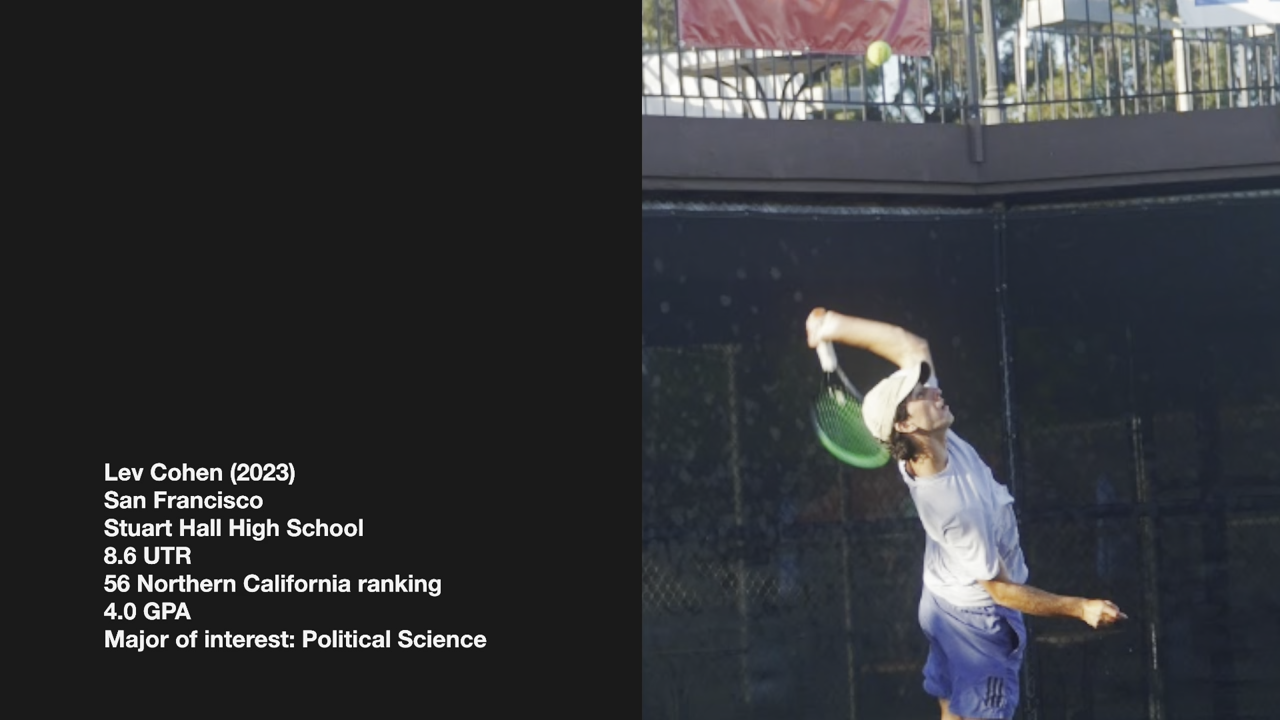 Lev Cohen (2023)
San Francisco
Stuart Hall High School
8.6 UTR
56 Northern California ranking
4.0 GPA
Major of interest: Political Science